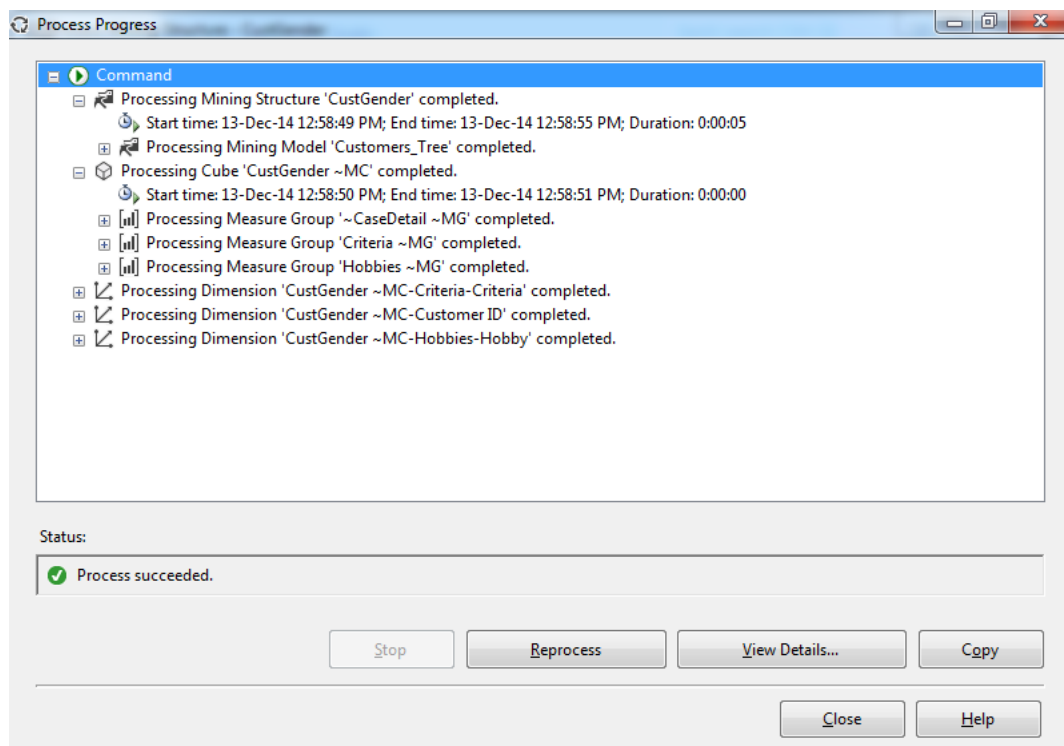 Process Progress
Command
Processing Mining Structure 'CustGender' completed.
Start time: 13-Dec-14 12:58:49 PM; End time: 13-Dec-14 12:58:55 PM; Duration: 0:00:05
Processing Mining Model 'Customers_Tree' completed.
Processing Cube 'CustGender ~MC' completed.
Start time: 13-Dec-14 12:58:50 PM; End time: 13-Dec-14 12:58:51 PM; Duration: 0:00:00
Processing Measure Group '~CaseDetail ~MG' completed.
Processing Measure Group 'Criteria ~MG' completed.
Processing Measure Group 'Hobbies ~MG' completed.
Processing Dimension 'CustGender ~MC-Criteria-Criteria' completed.
Processing Dimension 'CustGender ~MC-Customer ID' completed.
Processing Dimension 'CustGender ~MC-Hobbies-Hobby' completed.
Status:
Process succeeded.
Stop Reprocess View Details... Copy
Close Help